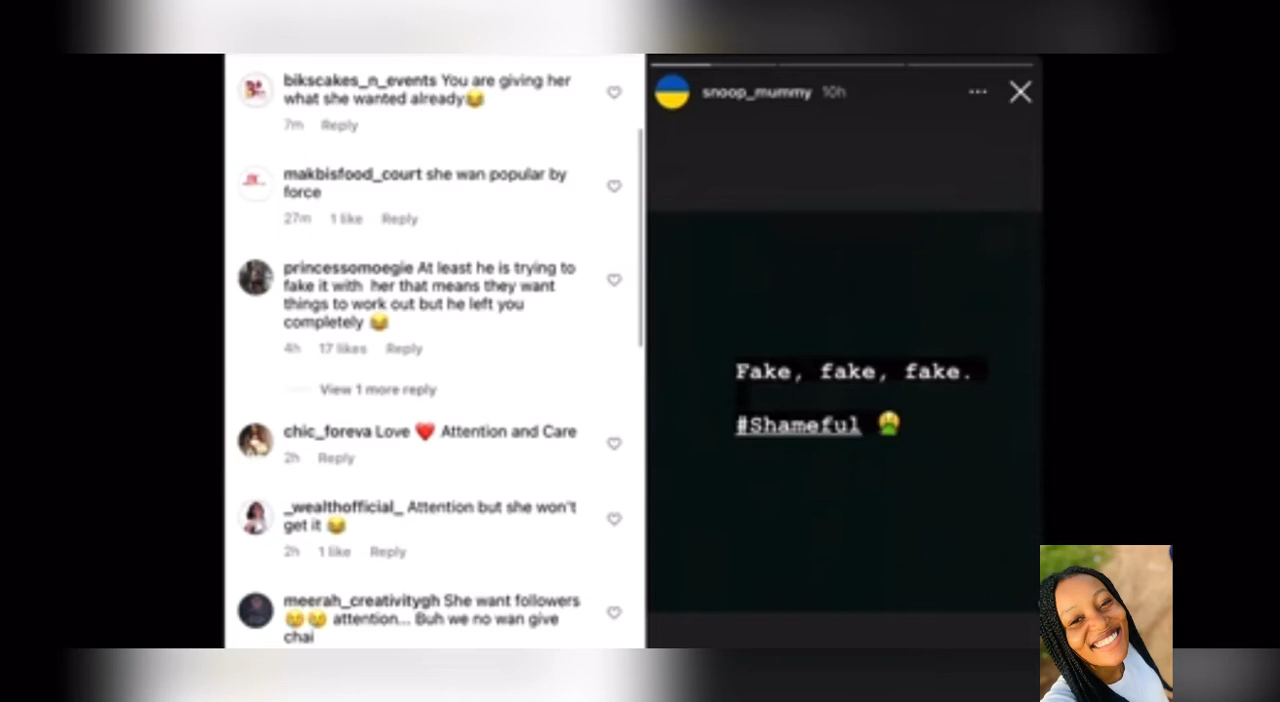 bikscakes_n_events You are giving her
what she wanted already😂
7m Reply
makbisfood_court she wan popular by
force
27m 1 like Reply
princessomoegie At least he is trying to
fake it with her that means they want
things to work out but he left you
completely 😂
4h 17 likes Reply
View 1 more reply
chic_foreva Love ❤️ Attention and Care
2h Reply
_wealthofficial_ Attention but she won't
get it 😂
2h 1 like Reply
meerah_creativitygh She want followers
😢😢 attention... Buh we no wan give
chai
snoop_mummy 10h
Fake, fake, fake.
#Shameful 🤮